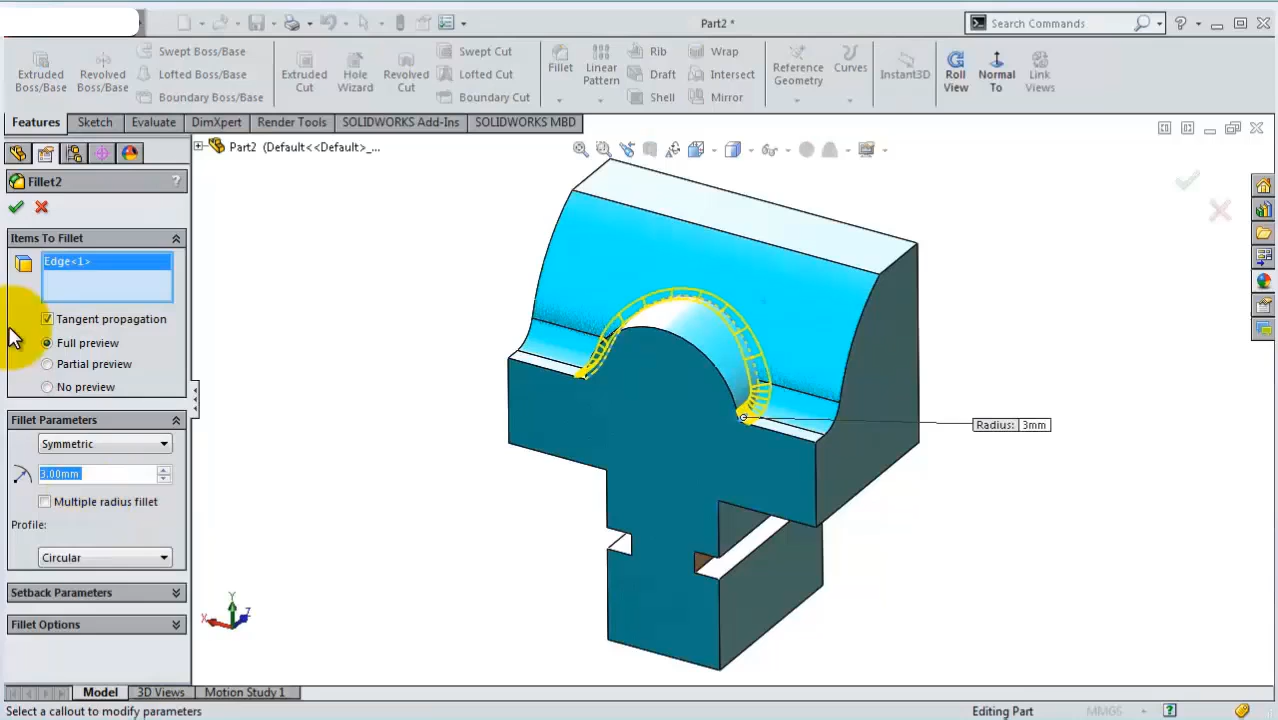 Part2 *
Search Commands
?
Extruded Boss/Base
Revolved Boss/Base
Swept Boss/Base
Lofted Boss/Base
Boundary Boss/Base
Extruded Cut
Hole Wizard
Revolved Cut
Swept Cut
Lofted Cut
Boundary Cut
Fillet
Linear Pattern
Rib
Draft
Shell
Wrap
Intersect
Mirror
Reference Geometry
Curves
Instant3D
Roll View
Normal To
Link Views
Features
Sketch
Evaluate
DimXpert
Render Tools
SOLIDWORKS Add-Ins
SOLIDWORKS MBD
Part2 (Default<<Default>_...
Fillet2
?
Items To Fillet
Edge<1>
Tangent propagation
Full preview
Partial preview
No preview
Fillet Parameters
Symmetric
3.00mm
Multiple radius fillet
Profile:
Circular
Setback Parameters
Fillet Options
Radius: 3mm
Y
X
Z
Model
3D Views
Motion Study 1
Select a callout to modify parameters
Editing Part
MMGS
?